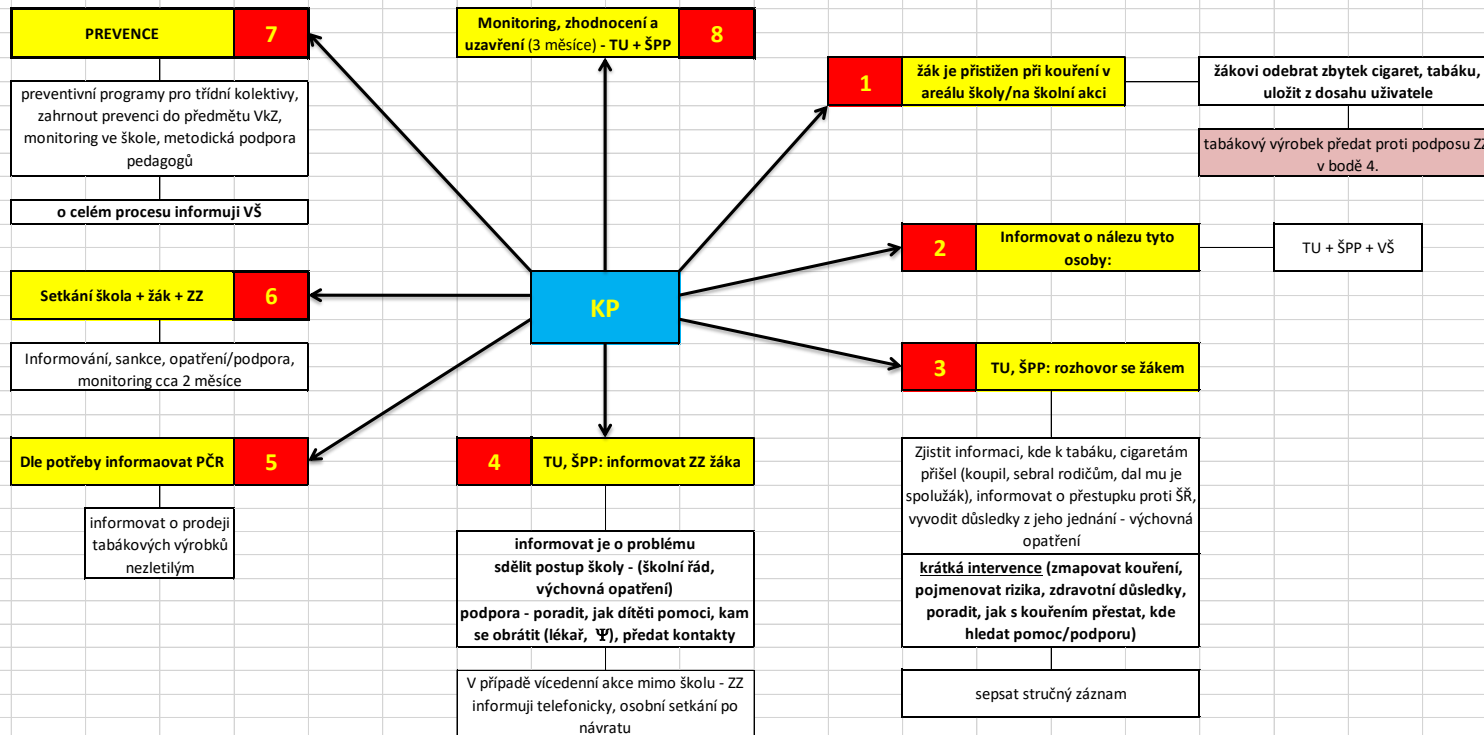 PREVENCE
7
preventivní programy pro třídní kolektivy,
zahrnout prevenci do předmětu VkZ,
monitoring ve škole, metodická podpora
pedagogů
o celém procesu informuji VŠ
Monitoring, zhodnocení a
uzavření (3 měsíce) - TU + ŠPP
8
1
žák je přistižen při kouření v
areálu školy/na školní akci
žákovi odebrat zbytek cigaret, tabáku,
uložit z dosahu uživatele
tabákový výrobek předat proti podposu ZZ
v bodě 4.
2
Informovat o nálezu tyto
osoby:
TU + ŠPP + VŠ
Setkání škola + žák + ZZ
6
Informování, sankce, opatření/podpora,
monitoring cca 2 měsíce
KP
3
TU, ŠPP: rozhovor se žákem
Zjistit informaci, kde k tabáku, cigaretám
přišel (koupil, sebral rodičům, dal mu je
spolužák), informovat o přestupku proti ŠŘ,
vyvodit důsledky z jeho jednání - výchovná
opatření
krátká intervence (zmapovat kouření,
pojmenovat rizika, zdravotní důsledky,
poradit, jak s kouřením přestat, kde
hledat pomoc/podporu)
sepsat stručný záznam
Dle potřeby informaovat PČR
5
informovat o prodeji
tabákových výrobků
nezletilým
4
TU, ŠPP: informovat ZZ žáka
informovat je o problému
sdělit postup školy - (školní řád,
výchovná opatření)
podpora - poradit, jak dítěti pomoci, kam
se obrátit (lékař, Ψ), předat kontakty
V případě vícedenní akce mimo školu - ZZ
informuji telefonicky, osobní setkání po
návratu